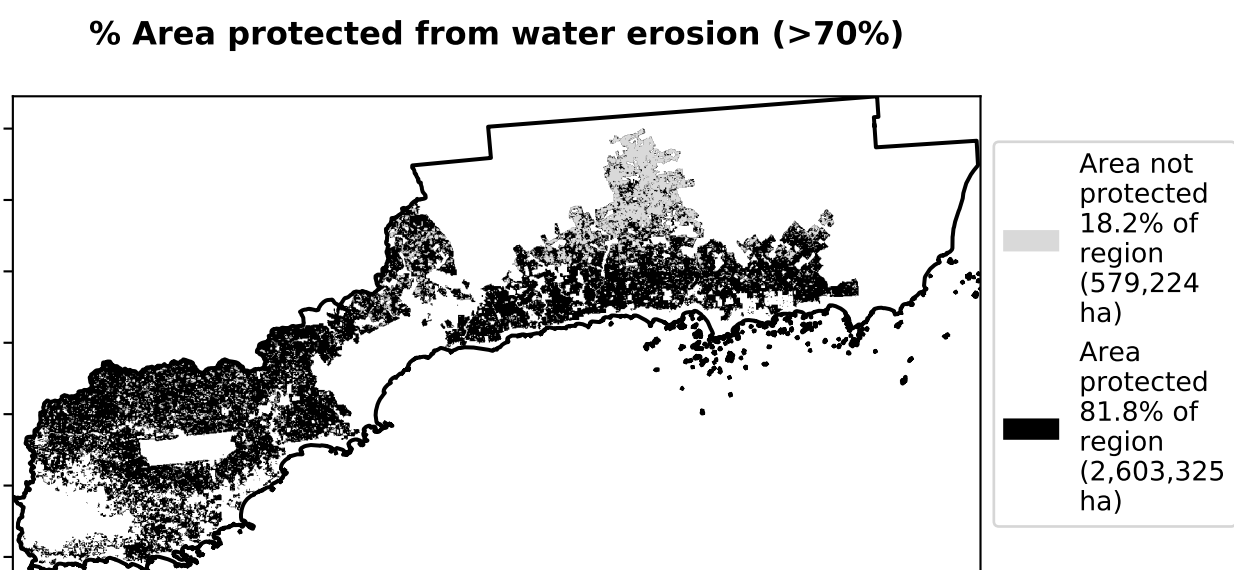 % Area protected from water erosion (>70%)
Area not
protected
18.2% of
region
(579,224
ha)
Area
protected
81.8% of
region
(2,603,325
ha)